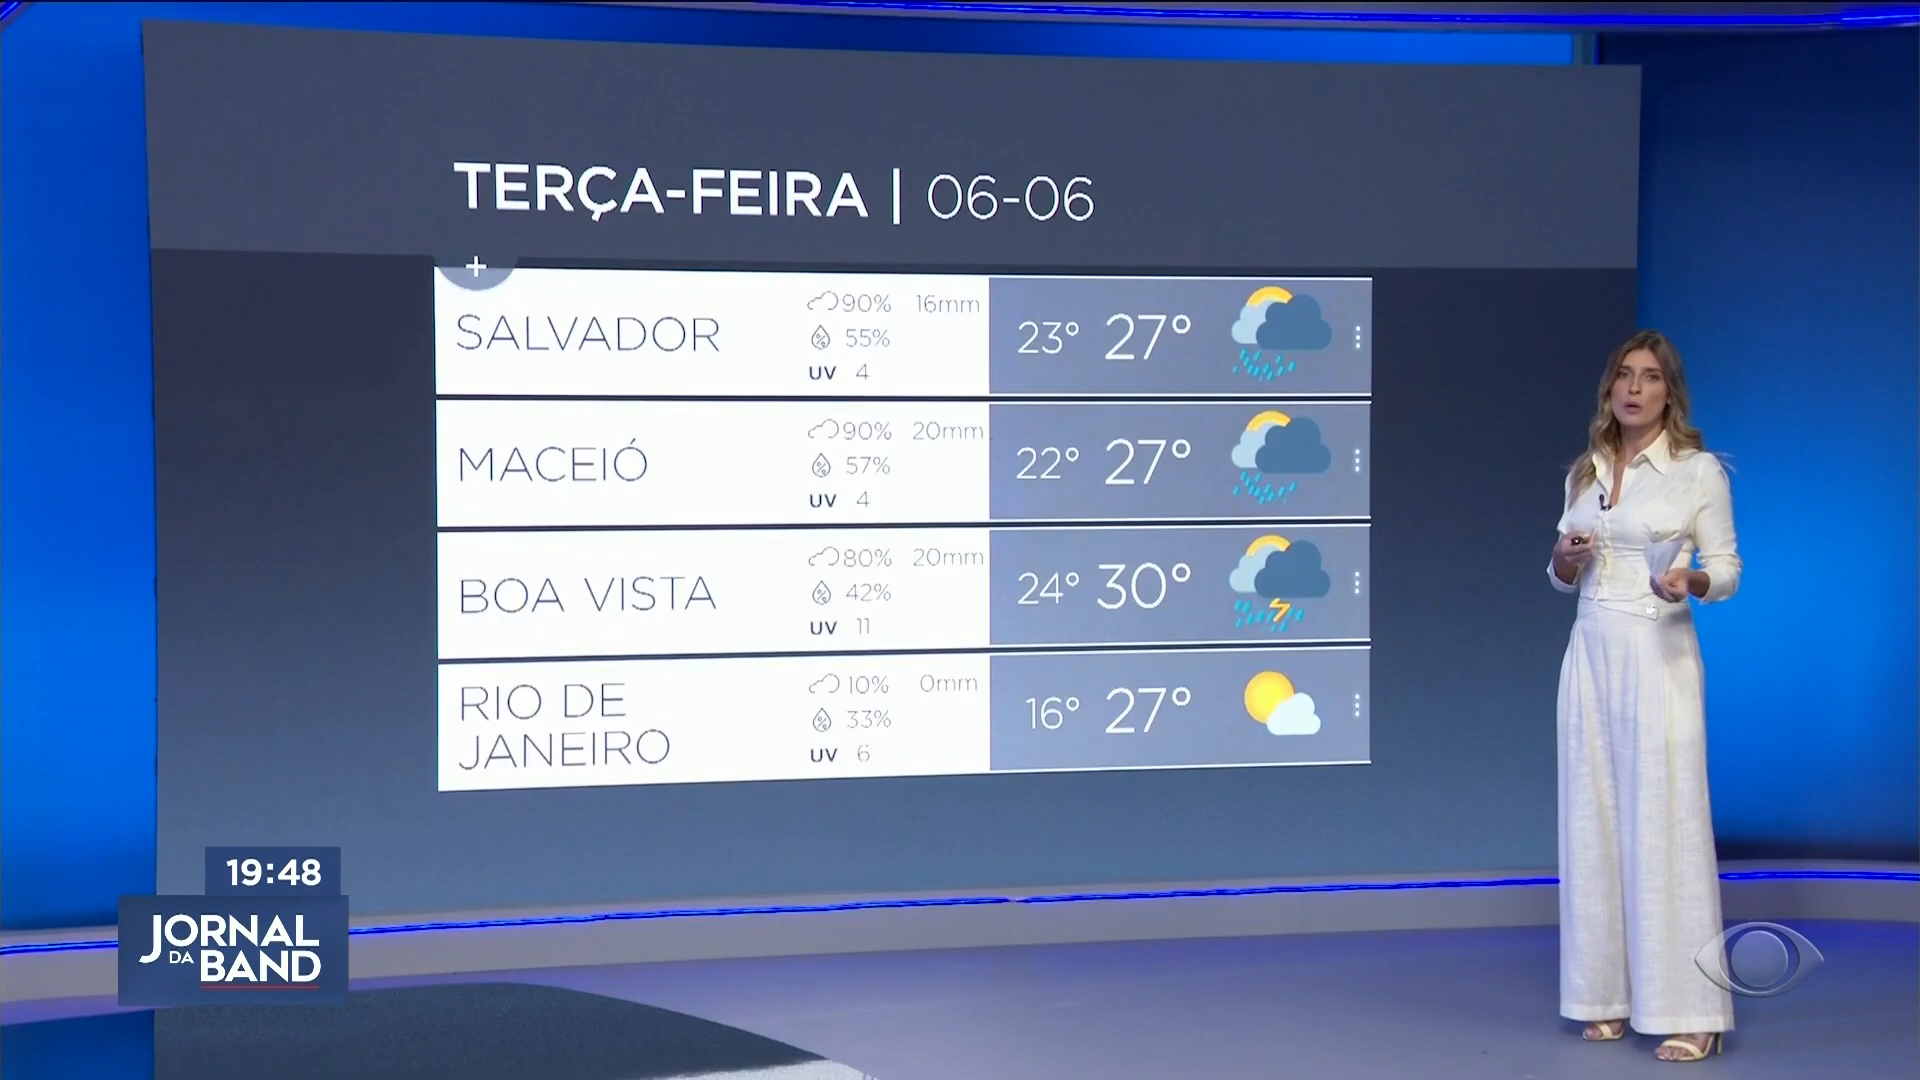 TERÇA-FEIRA | 06-06
+
SALVADOR
90% 16mm
55%
UV 4
23° 27°
MACEIÓ
90% 20mm
57%
UV 4
22° 27°
BOA VISTA
80% 20mm
42%
UV 11
24° 30°
RIO DE
JANEIRO
10% 0mm
33%
UV 6
16° 27°
19:48
JORNAL
DA BAND